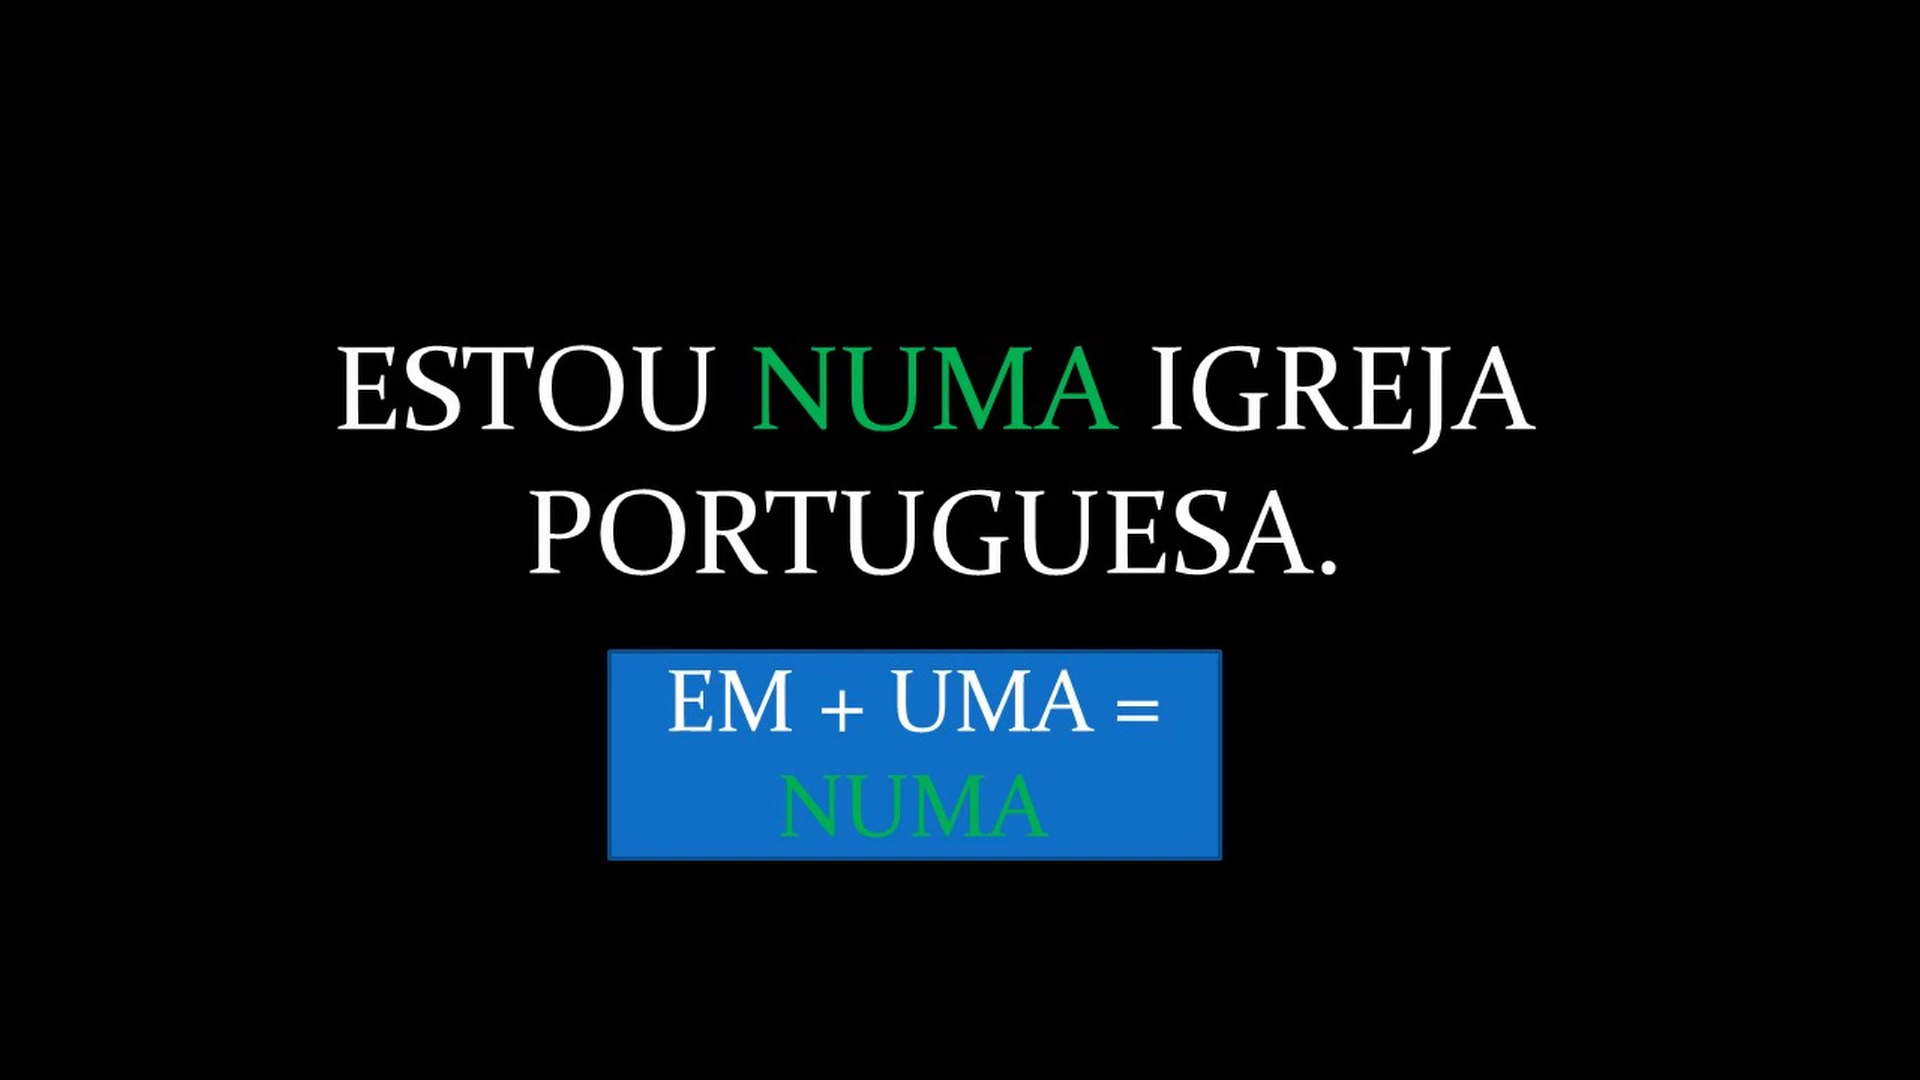 ESTOU NUMA IGREJA
PORTUGUESA.
EM + UMA =
NUMA